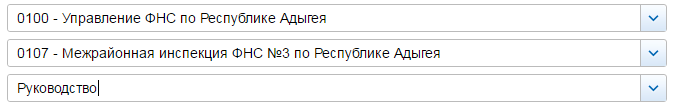 0100 - Управление ФНС по Республике Адыгея
0107 - Межрайонная инспекция ФНС №3 по Республике Адыгея
Руководство